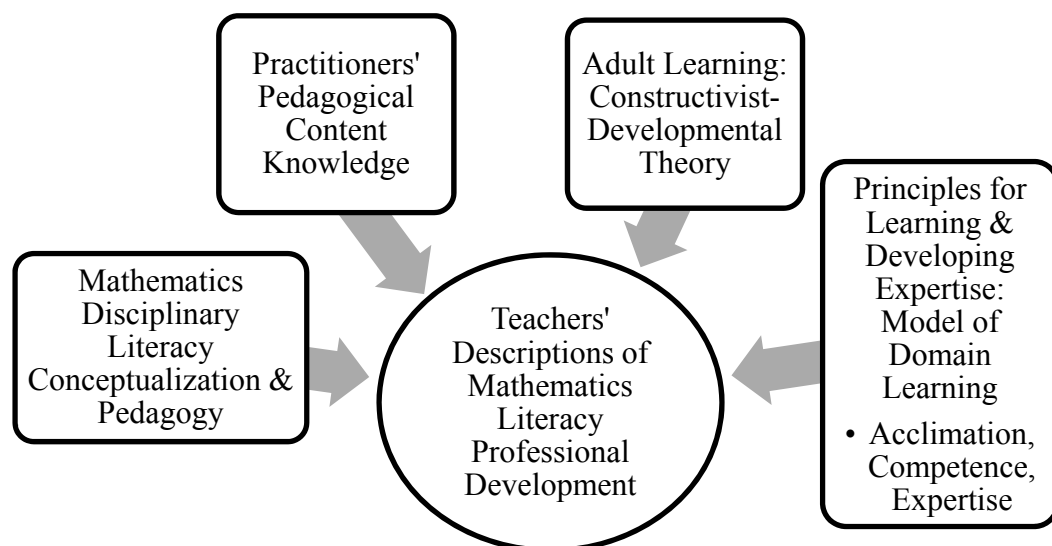 Practitioners'
Pedagogical
Content
Knowledge
Adult Learning:
Constructivist-
Developmental
Theory
Mathematics
Disciplinary
Literacy
Conceptualization &
Pedagogy
Teachers'
Descriptions of
Mathematics
Literacy
Professional
Development
Principles for
Learning &
Developing
Expertise:
Model of
Domain
Learning
• Acclimation,
Competence,
Expertise